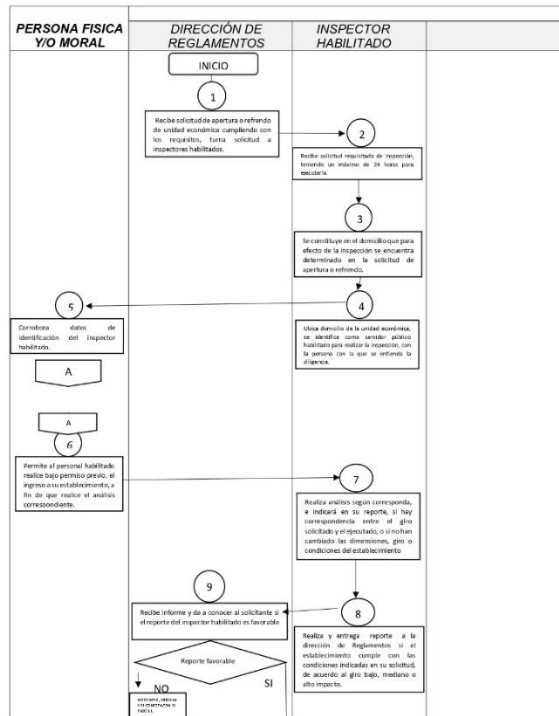 PERSONA FISICA
Y/O MORAL
DIRECCIÓN DE
REGLAMENTOS
INSPECTOR
HABILITADO
INICIO
1
Recibe solicitud de apertura o refrendo
de unidad económica cumpliendo con
los requisitos, turna solicitud a
inspectores habilitados.
2
Recibe solicitud requisitada de inspección,
teniendo un máximo de 24 horas para
ejecutarla.
3
Se constituye en el domicilio que para
efecto de la inspección se encuentra
determinado en la solicitud de
apertura o refrendo.
4
Ubica domicilio de la unidad económica,
se identifica como servidor público
habilitado para realizar la inspección, con
la persona con la que se entienda la
diligencia.
5
Corrobora datos de
identificación del inspector
habilitado.
A
A
6
Permite al personal habilitado
realice bajo permiso previo, el
ingreso a su establecimiento, a
fin de que realice el análisis
correspondiente.
7
Realiza análisis según corresponda,
e indicará en su reporte, si hay
correspondencia entre el giro
solicitado y el ejecutado, o si no han
cambiado las dimensiones, giro o
condiciones del establecimiento
8
Realiza y entrega reporte a la
dirección de Reglamentos si el
establecimiento cumple con las
condiciones indicadas en su solicitud,
de acuerdo al giro bajo, mediano o
alto impacto.
9
Recibe informe y da a conocer al solicitante si
el reporte del inspector habilitado es favorable
Reporte favorable
NO
SI